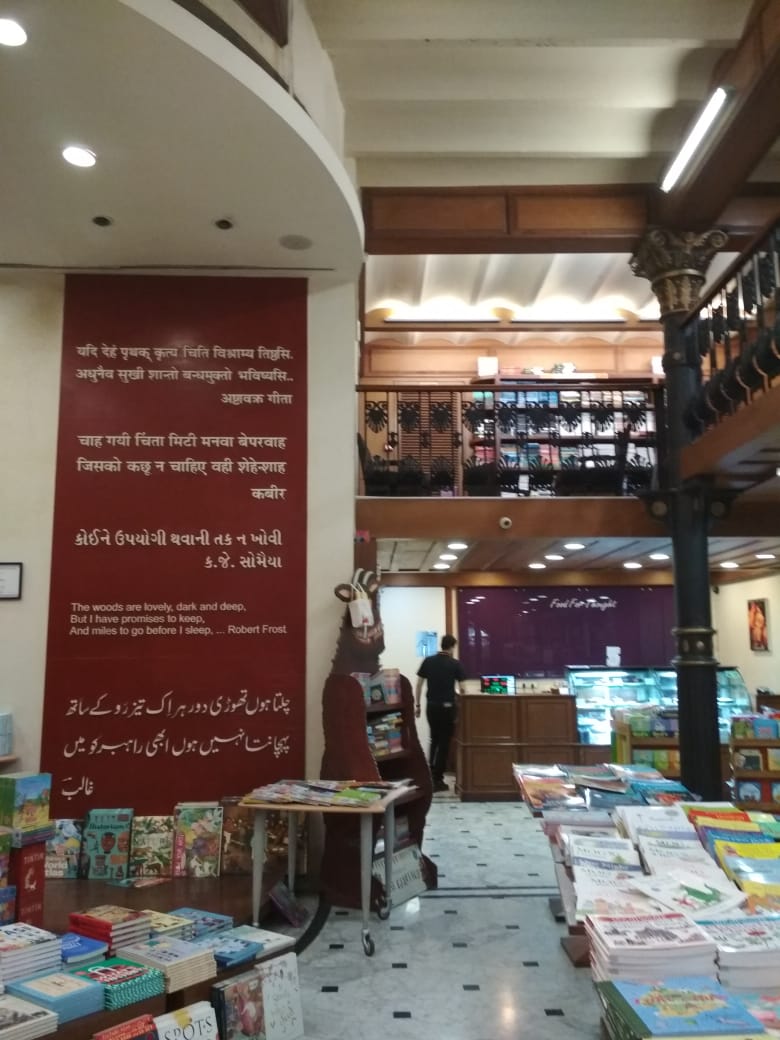 यदि देहं पृथक् कृत्य चिति विश्राम्य तिष्ठसि.
अधुनैव सुखी शान्तो बन्धमुक्तो भविष्यसि..
अष्टावक्र गीता
चाह गयी चिंता मिटी मनवा बेपरवाह
जिसको कछू न चाहिए वही शेहेन्शाह
कबीर
કોઈને ઉપયોગી થવાની તક ન ખોવી
ક.જે. સોમૈયા
The woods are lovely, dark and deep,
But I have promises to keep,
And miles to go before I sleep, ... Robert Frost
چلتا ہوں تھوڑی دور ہر اِک تیز رَو کے ساتھ
پہچانتا نہیں ہوں ابھی راہبر کو میں
غالبؔ
Food For Thought
TINTIN
SPOTS